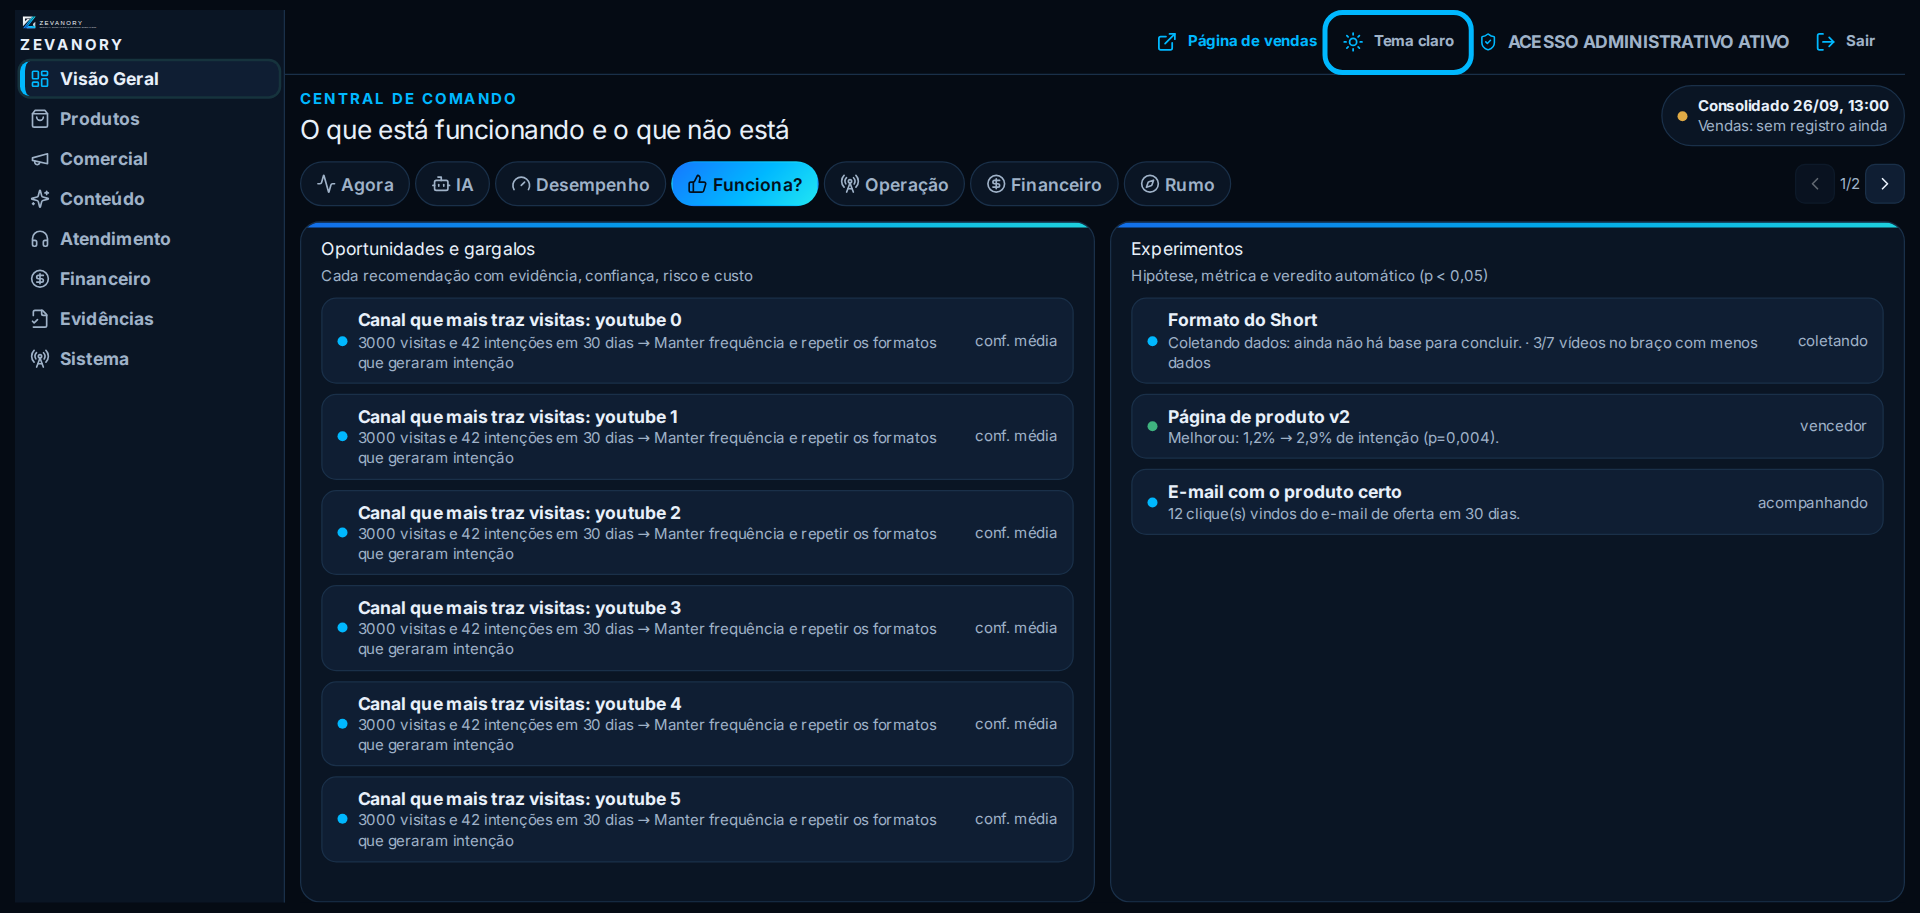 ZEVANORY
ZEVANORY
Visão Geral
Produtos
Comercial
Conteúdo
Atendimento
Financeiro
Evidências
Sistema
Página de vendas
Tema claro
ACESSO ADMINISTRATIVO ATIVO
Sair
CENTRAL DE COMANDO
O que está funcionando e o que não está
Consolidado 26/09, 13:00
Vendas: sem registro ainda
Agora
IA
Desempenho
Funciona?
Operação
Financeiro
Rumo
1/2
Oportunidades e gargalos
Cada recomendação com evidência, confiança, risco e custo
Canal que mais traz visitas: youtube 0
3000 visitas e 42 intenções em 30 dias → Manter frequência e repetir os formatos
que geraram intenção
conf. média
Canal que mais traz visitas: youtube 1
3000 visitas e 42 intenções em 30 dias → Manter frequência e repetir os formatos
que geraram intenção
conf. média
Canal que mais traz visitas: youtube 2
3000 visitas e 42 intenções em 30 dias → Manter frequência e repetir os formatos
que geraram intenção
conf. média
Canal que mais traz visitas: youtube 3
3000 visitas e 42 intenções em 30 dias → Manter frequência e repetir os formatos
que geraram intenção
conf. média
Canal que mais traz visitas: youtube 4
3000 visitas e 42 intenções em 30 dias → Manter frequência e repetir os formatos
que geraram intenção
conf. média
Canal que mais traz visitas: youtube 5
3000 visitas e 42 intenções em 30 dias → Manter frequência e repetir os formatos
que geraram intenção
conf. média
Experimentos
Hipótese, métrica e veredito automático (p < 0,05)
Formato do Short
Coletando dados: ainda não há base para concluir. · 3/7 vídeos no braço com menos
dados
coletando
Página de produto v2
Melhorou: 1,2% → 2,9% de intenção (p=0,004).
vencedor
E-mail com o produto certo
12 clique(s) vindos do e-mail de oferta em 30 dias.
acompanhando